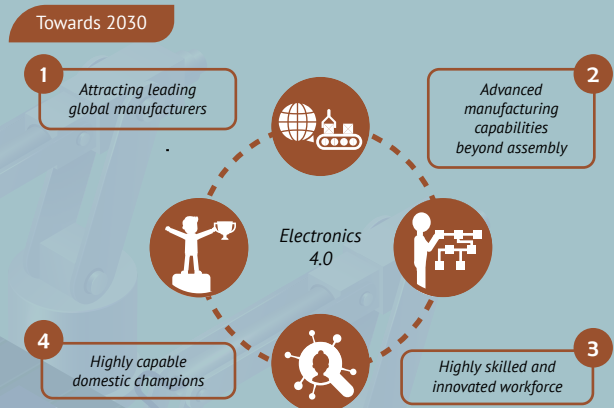 Towards 2030
1
Attracting leading
global manufacturers
2
Advanced
manufacturing
capabilities
beyond assembly
Electronics
4.0
4
Highly capable
domestic champions
3
Highly skilled and
innovated workforce